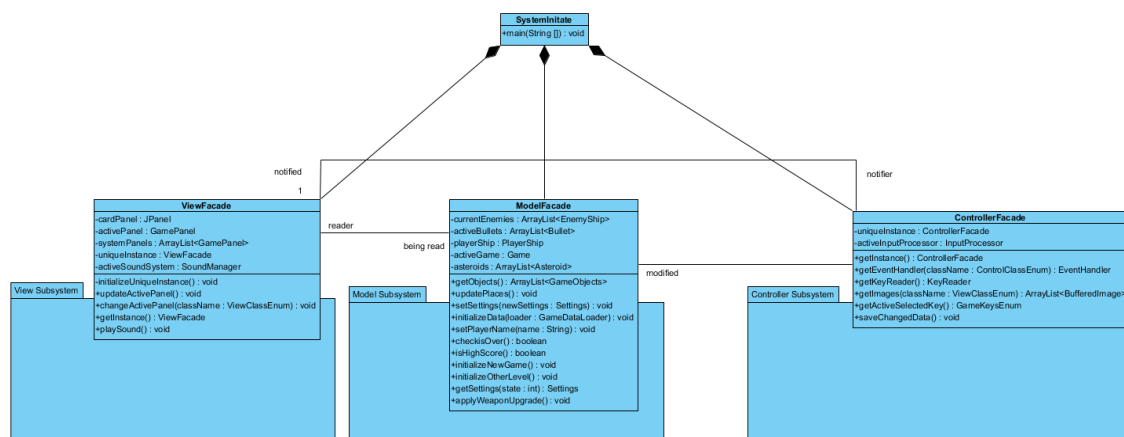 SystemInitate
+main(String []) : void
notified
notifier
1
ViewFacade
-cardPanel : JPanel
-activePanel : GamePanel
-systemPanels : ArrayList<GamePanel>
-uniqueInstance : ViewFacade
-activeSoundSystem : SoundManager
-initializeUniqueInstance() : void
+updateActivePanel() : void
+changeActivePanel(className : ViewClassEnum) : void
+getInstance() : ViewFacade
+playSound() : void
View Subsystem
reader
being read
ModelFacade
-currentEnemies : ArrayList<EnemyShip>
-activeBullets : ArrayList<Bullet>
-playerShip : PlayerShip
-activeGame : Game
-asteroids : ArrayList<Asteroid>
+getObjects() : ArrayList<GameObjects>
+updatePlaces() : void
+setSettings(newSettings : Settings) : void
+initializeData(loader : GameDataLoader) : void
+setPlayerName(name : String) : void
+checkisOver() : boolean
+isHighScore() : boolean
+initializeNewGame() : void
+initializeOtherLevel() : void
+getSettings(state : int) : Settings
+applyWeaponUpgrade() : void
Model Subsystem
modified
ControllerFacade
-uniqueInstance : ControllerFacade
-activeInputProcessor : InputProcessor
+getInstance() : ControllerFacade
+getEventHandler(className : ControlClassEnum) : EventHandler
+getKeyReader() : KeyReader
+getImages(className : ViewClassEnum) : ArrayList<BufferedImage>
+getActiveSelectedKey() : GameKeysEnum
+saveChangedData() : void
Controller Subsystem